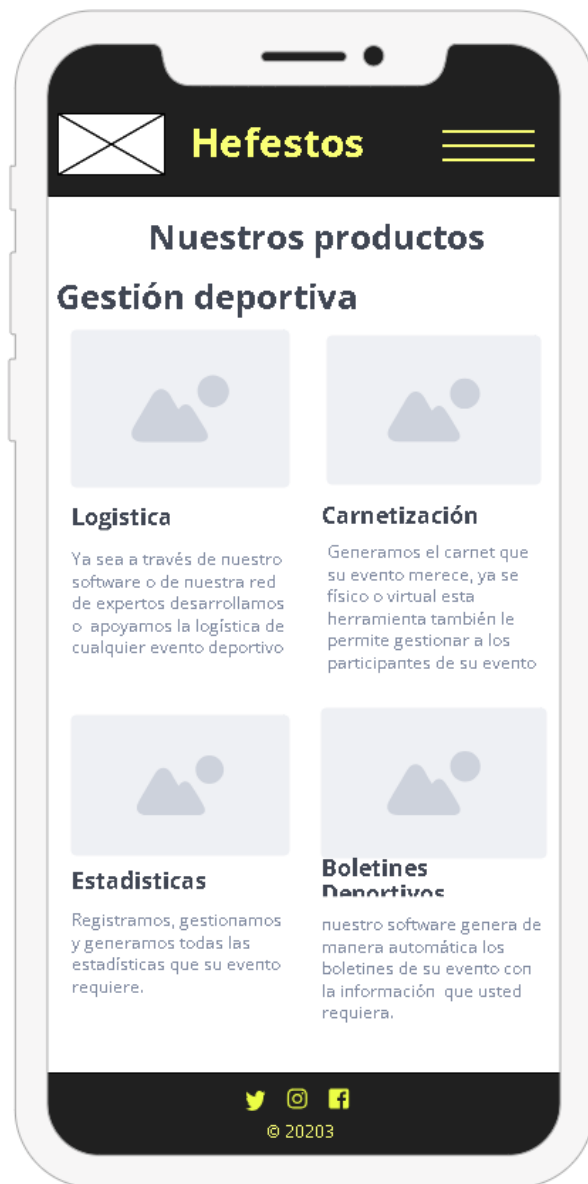 Hefestos
Nuestros productos
Gestión deportiva
Logistica
Ya sea a través de nuestro
software o de nuestra red
de expertos desarrollamos
o apoyamos la logística de
cualquier evento deportivo
Carnetización
Generamos el carnet que
su evento merece, ya se
físico o virtual esta
herramienta también le
permite gestionar a los
participantes de su evento
Estadisticas
Registramos, gestionamos
y generamos todas las
estadísticas que su evento
requiere.
Boletines
Deportivos
nuestro software genera de
manera automática los
boletines de su evento con
la información que usted
requiera.
© 20203